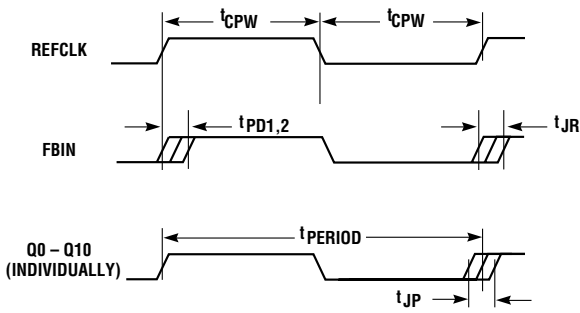 tCPW tCPW
REFCLK
tPD1,2 tJR
FBIN
tPERIOD
Q0 – Q10
(INDIVIDUALLY)
tJP